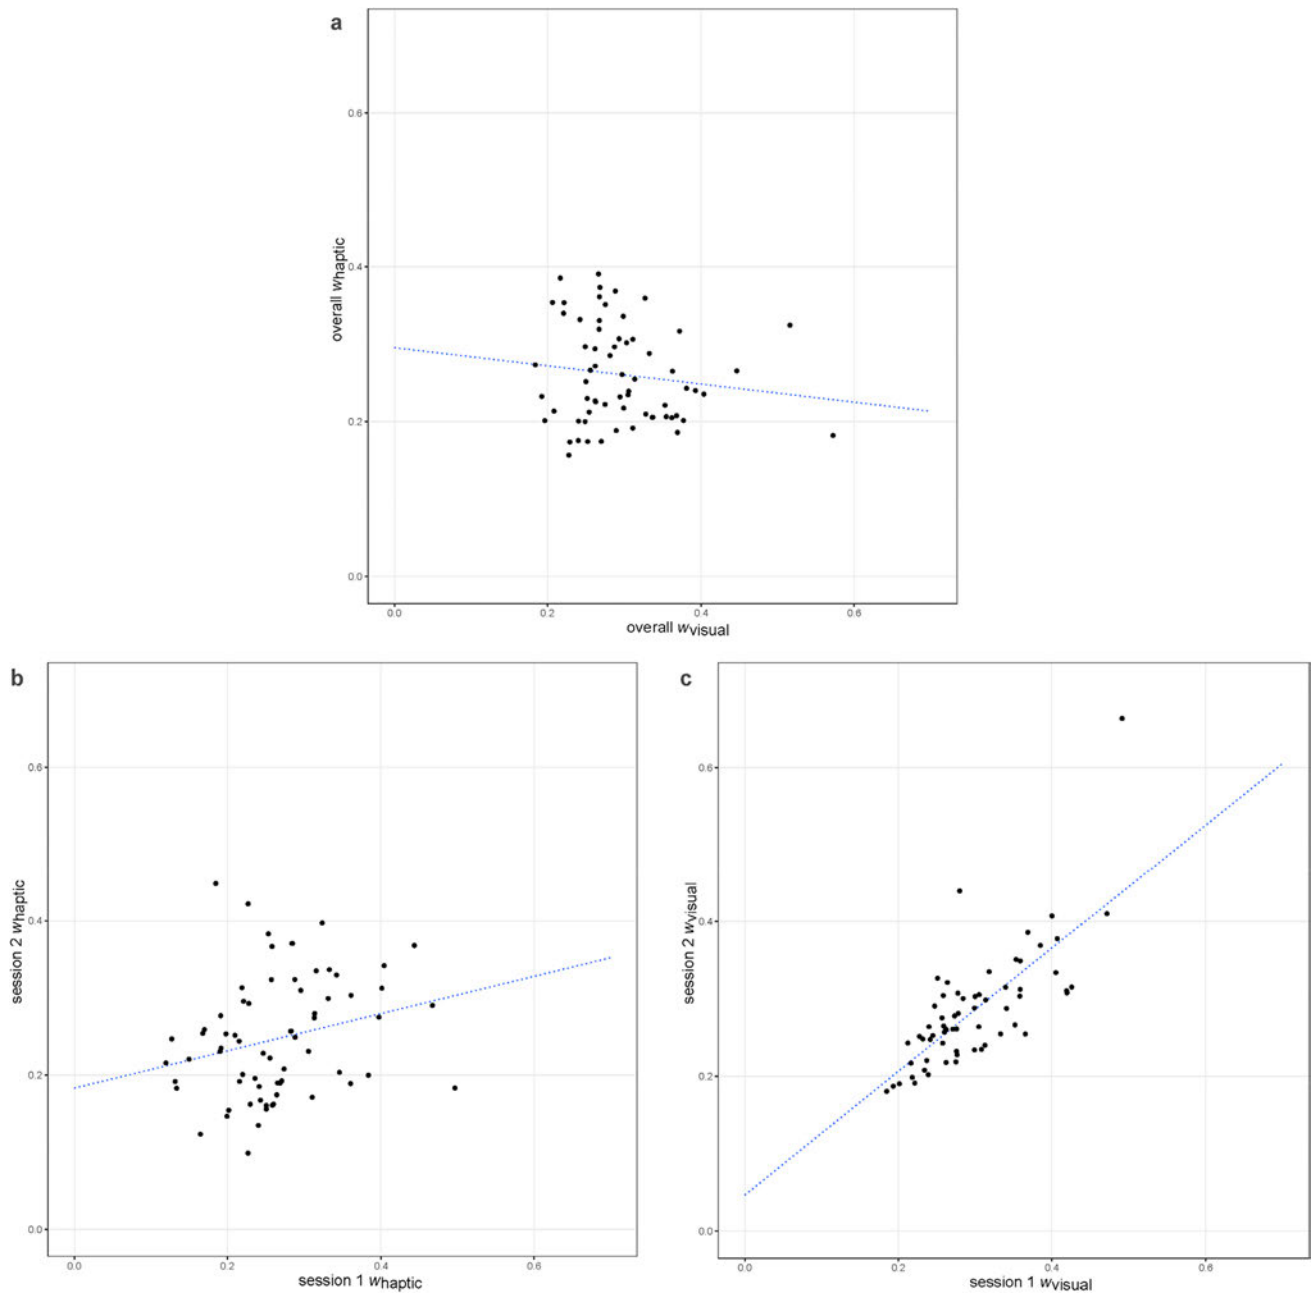 a
0.6
0.4
0.2
0.0
overall whaptic
0.0 0.2 0.4 0.6
overall wvisual
b
0.6
0.4
0.2
0.0
session 2 whaptic
0.0 0.2 0.4 0.6
session 1 whaptic
c
0.6
0.4
0.2
0.0
session 2 wvisual
0.0 0.2 0.4 0.6
session 1 wvisual